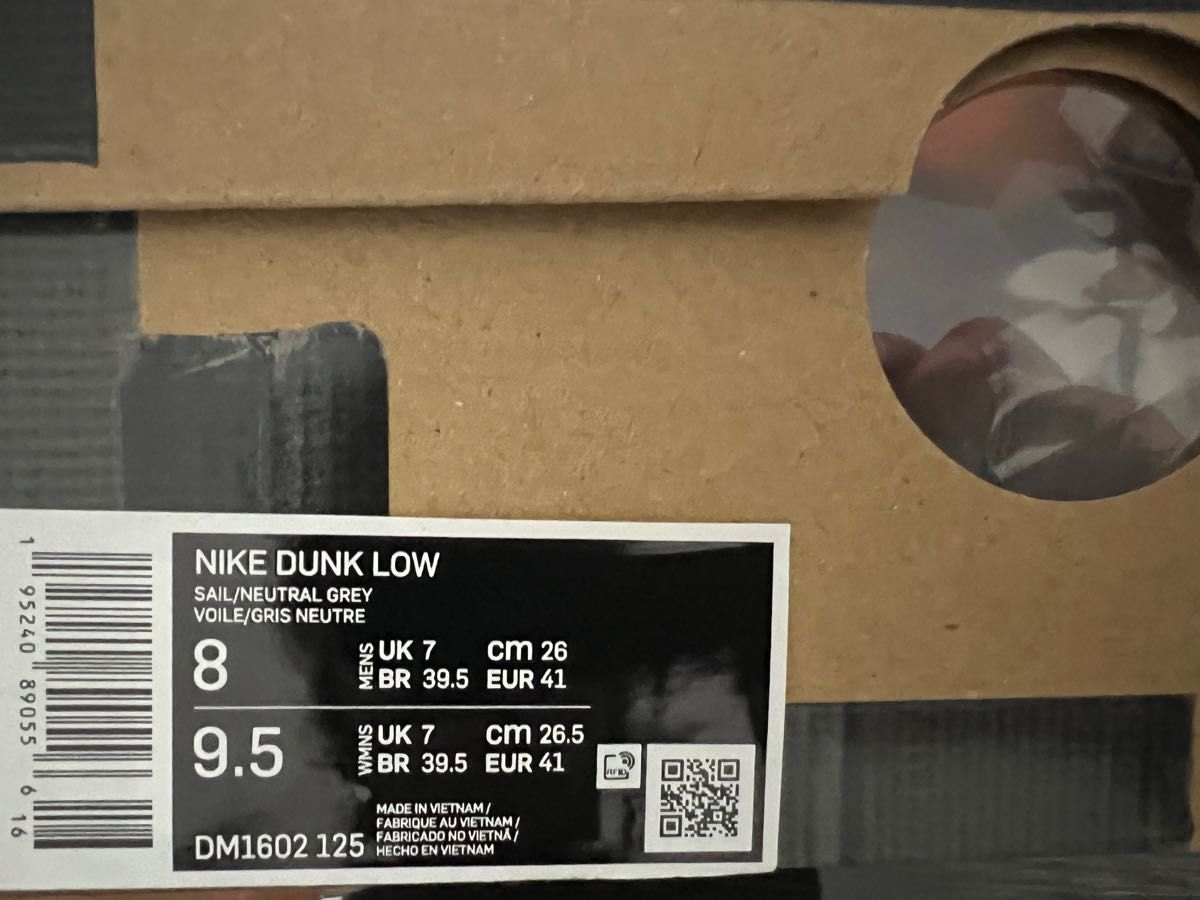 NIKE DUNK LOW
SAIL/NEUTRAL GREY
VOILE/GRIS NEUTRE
8 MENS UK 7 cm 26
BR 39.5 EUR 41
9.5 WMNS UK 7 cm 26.5
BR 39.5 EUR 41
RFID
MADE IN VIETNAM /
FABRIQUE AU VIETNAM /
FABRICADO NO VIETNÃ /
HECHO EN VIETNAM
DM1602 125
1 95240 89055 6 16